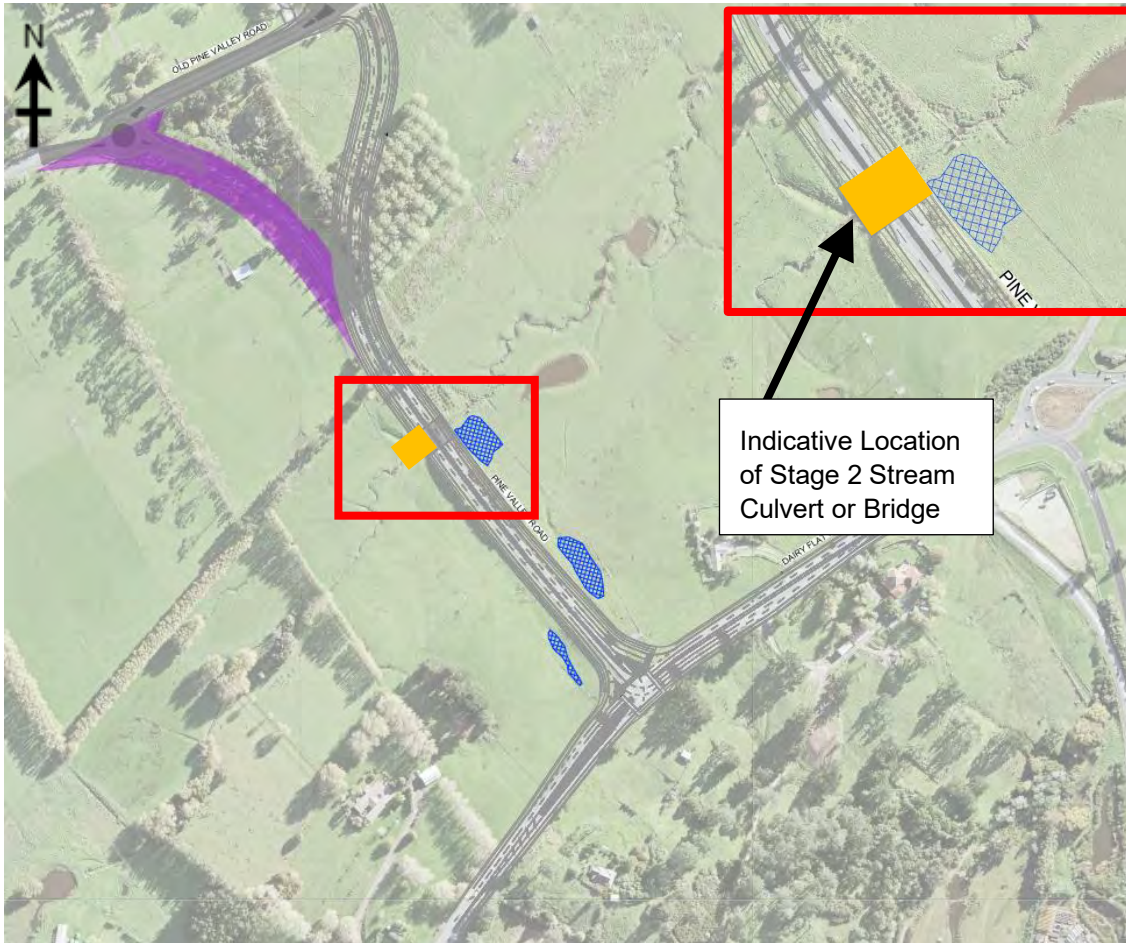 N
OLD PINE VALLEY ROAD
PINE V
Indicative Location
of Stage 2 Stream
Culvert or Bridge
PINE VALLEY ROAD
DAIRY FLAT